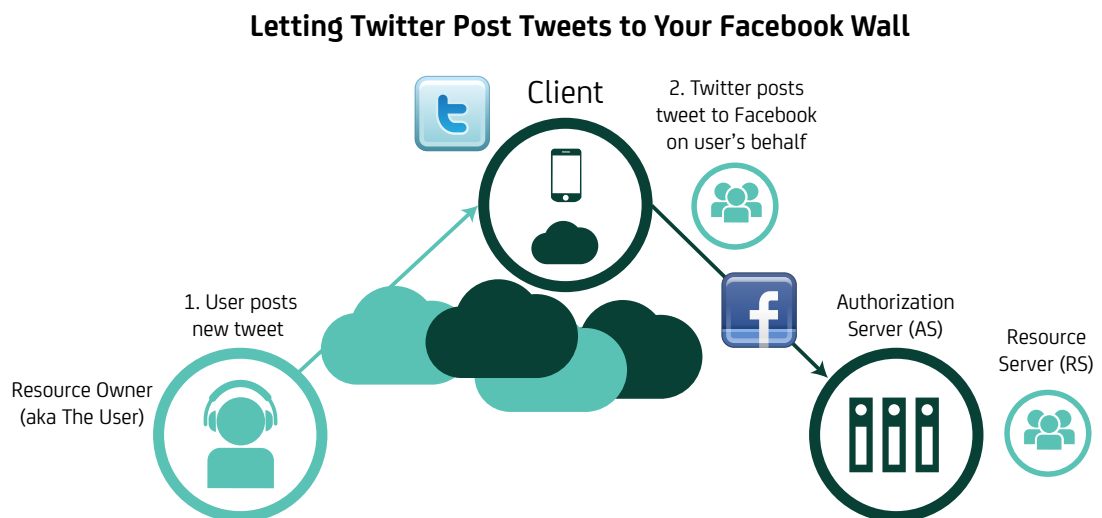 Letting Twitter Post Tweets to Your Facebook Wall
Client
2. Twitter posts
tweet to Facebook
on user’s behalf
1. User posts
new tweet
Resource Owner
(aka The User)
Authorization
Server (AS)
Resource
Server (RS)